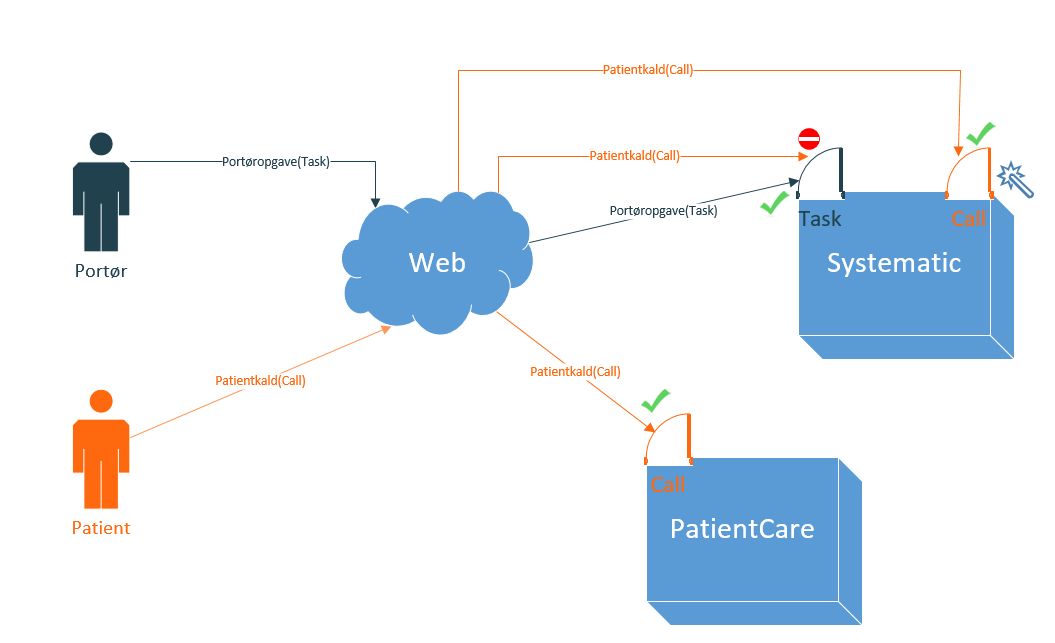 Patientkald(Call)
Patientkald(Call)
Portøropgave(Task)
Portøropgave(Task)
Task
Call
Portør
Web
Systematic
Patientkald(Call)
Patientkald(Call)
Call
Patient
PatientCare